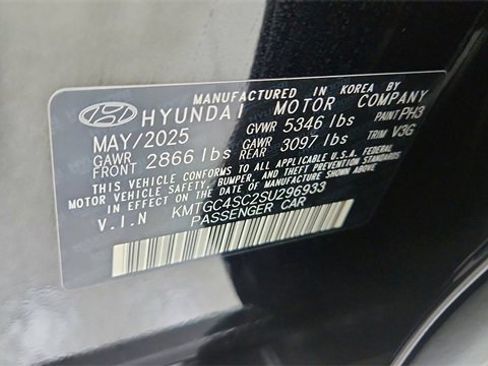 MANUFACTURED IN KOREA BY
HYUNDAI MOTOR COMPANY
MAY/2025 GVWR 5346 lbs PAINT PH3
GAWR FRONT 2866 lbs GAWR REAR 3097 lbs TRIM V3G
THIS VEHICLE CONFORMS TO ALL APPLICABLE U.S.A. FEDERAL
MOTOR VEHICLE SAFETY, BUMPER, AND THEFT PREVENTION STANDARDS
IN EFFECT ON THE DATE OF MANUFACTURE SHOWN ABOVE.
V.I.N KMTGC4SC2SU296933
PASSENGER CAR